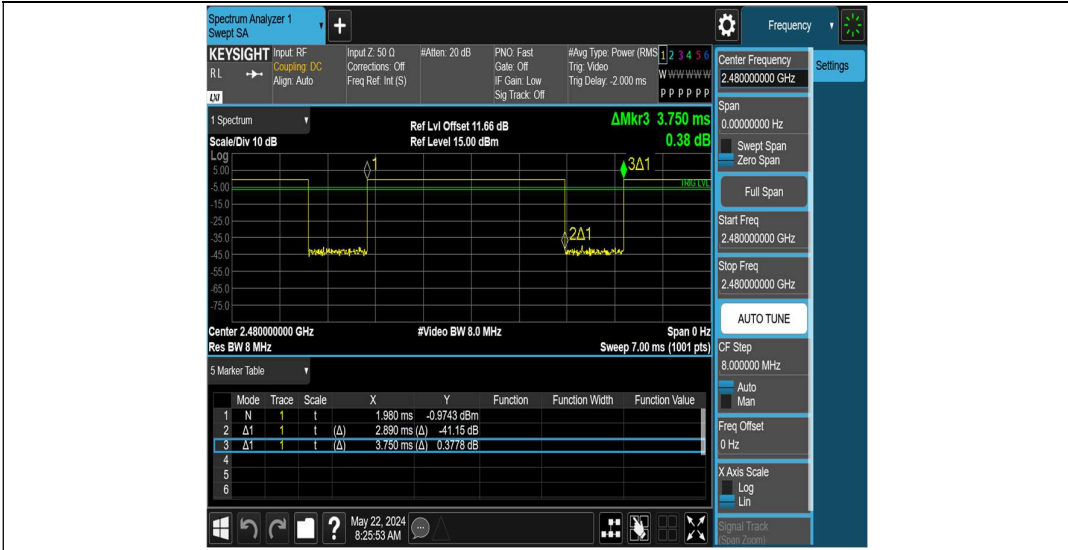 Spectrum Analyzer 1
Swept SA
+
Frequency
KEYSIGHT
RL
LXI
Input: RF
Coupling: DC
Align: Auto
Input Z: 50 Ω
Corrections: Off
Freq Ref: Int (S)
#Atten: 20 dB
PNO: Fast
Gate: Off
IF Gain: Low
Sig Track: Off
#Avg Type: Power (RMS
Trig: Video
Trig Delay: -2.000 ms
1 2 3 4 5 6
W W W W W W
P P P P P P
Center Frequency
2.480000000 GHz
Settings
Span
0.00000000 Hz
Swept Span
Zero Span
Full Span
Start Freq
2.480000000 GHz
Stop Freq
2.480000000 GHz
AUTO TUNE
CF Step
8.000000 MHz
Auto
Man
Freq Offset
0 Hz
X Axis Scale
Log
Lin
Signal Track
(Span Zoom)
1 Spectrum
Scale/Div 10 dB
Ref Lvl Offset 11.66 dB
Ref Level 15.00 dBm
ΔMkr3 3.750 ms
0.38 dB
Log
5.00
-5.00
-15.0
-25.0
-35.0
-45.0
-55.0
-65.0
-75.0
1
3Δ1
TRIG LVL
2Δ1
Center 2.480000000 GHz
#Video BW 8.0 MHz
Span 0 Hz
Res BW 8 MHz
Sweep 7.00 ms (1001 pts)
5 Marker Table
Mode Trace Scale X Y Function Function Width Function Value
1 N 1 t 1.980 ms -0.9743 dBm
2 Δ1 1 t (Δ) 2.890 ms (Δ) -41.15 dB
3 Δ1 1 t (Δ) 3.750 ms (Δ) 0.3778 dB
4
5
6
?
May 22, 2024
8:25:53 AM